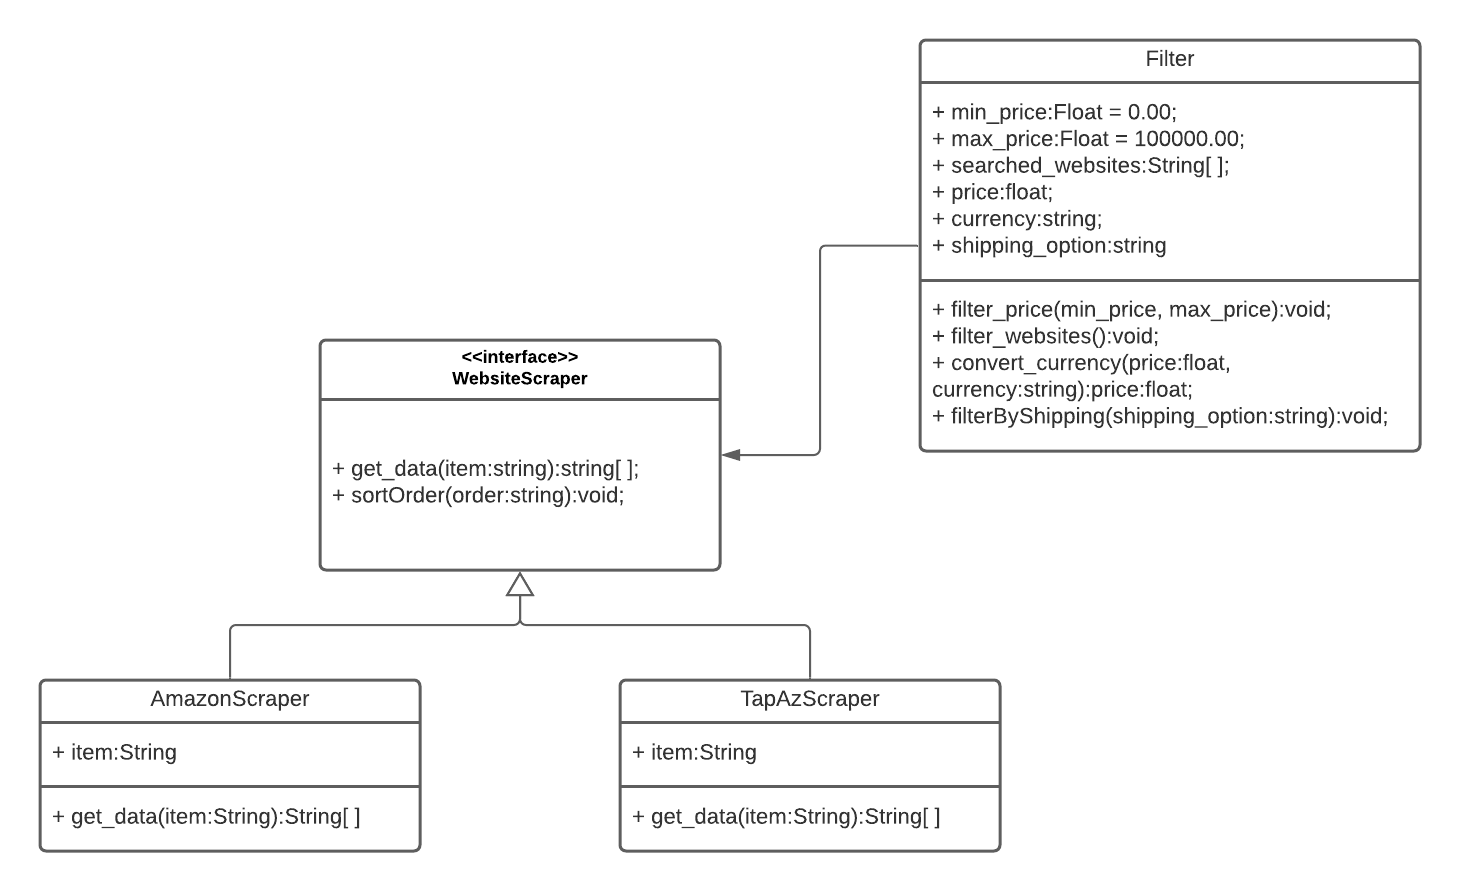 Filter
+ min_price:Float = 0.00;
+ max_price:Float = 100000.00;
+ searched_websites:String[ ];
+ price:float;
+ currency:string;
+ shipping_option:string
+ filter_price(min_price, max_price):void;
+ filter_websites():void;
+ convert_currency(price:float,
currency:string):price:float;
+ filterByShipping(shipping_option:string):void;
<<interface>>
WebsiteScraper
+ get_data(item:string):string[ ];
+ sortOrder(order:string):void;
AmazonScraper
+ item:String
+ get_data(item:String):String[ ]
TapAzScraper
+ item:String
+ get_data(item:String):String[ ]